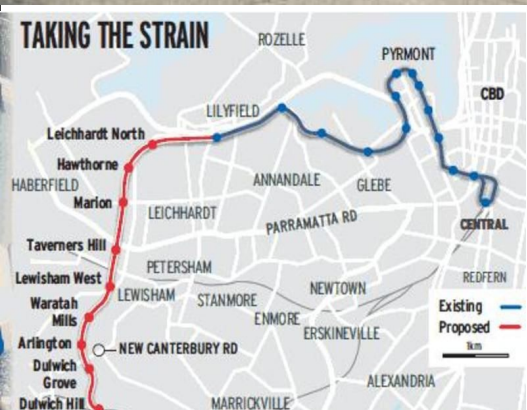 TAKING THE STRAIN
ROZELLE
PYRMONT
CBD
LILYFIELD
Leichhardt North
Hawthorne
HABERFIELD
ANNANDALE
GLEBE
Marion
LEICHHARDT
PARRAMATTA RD
CENTRAL
Taverners Hill
PETERSHAM
REDFERN
Lewisham West
LEWISHAM
STANMORE
NEWTOWN
Waratah
Mills
ENMORE
ERSKINEVILLE
Existing
Proposed
1km
Arlington
NEW CANTERBURY RD
Dulwich
Grove
ALEXANDRIA
Dulwich Hill
MARRICKVILLE